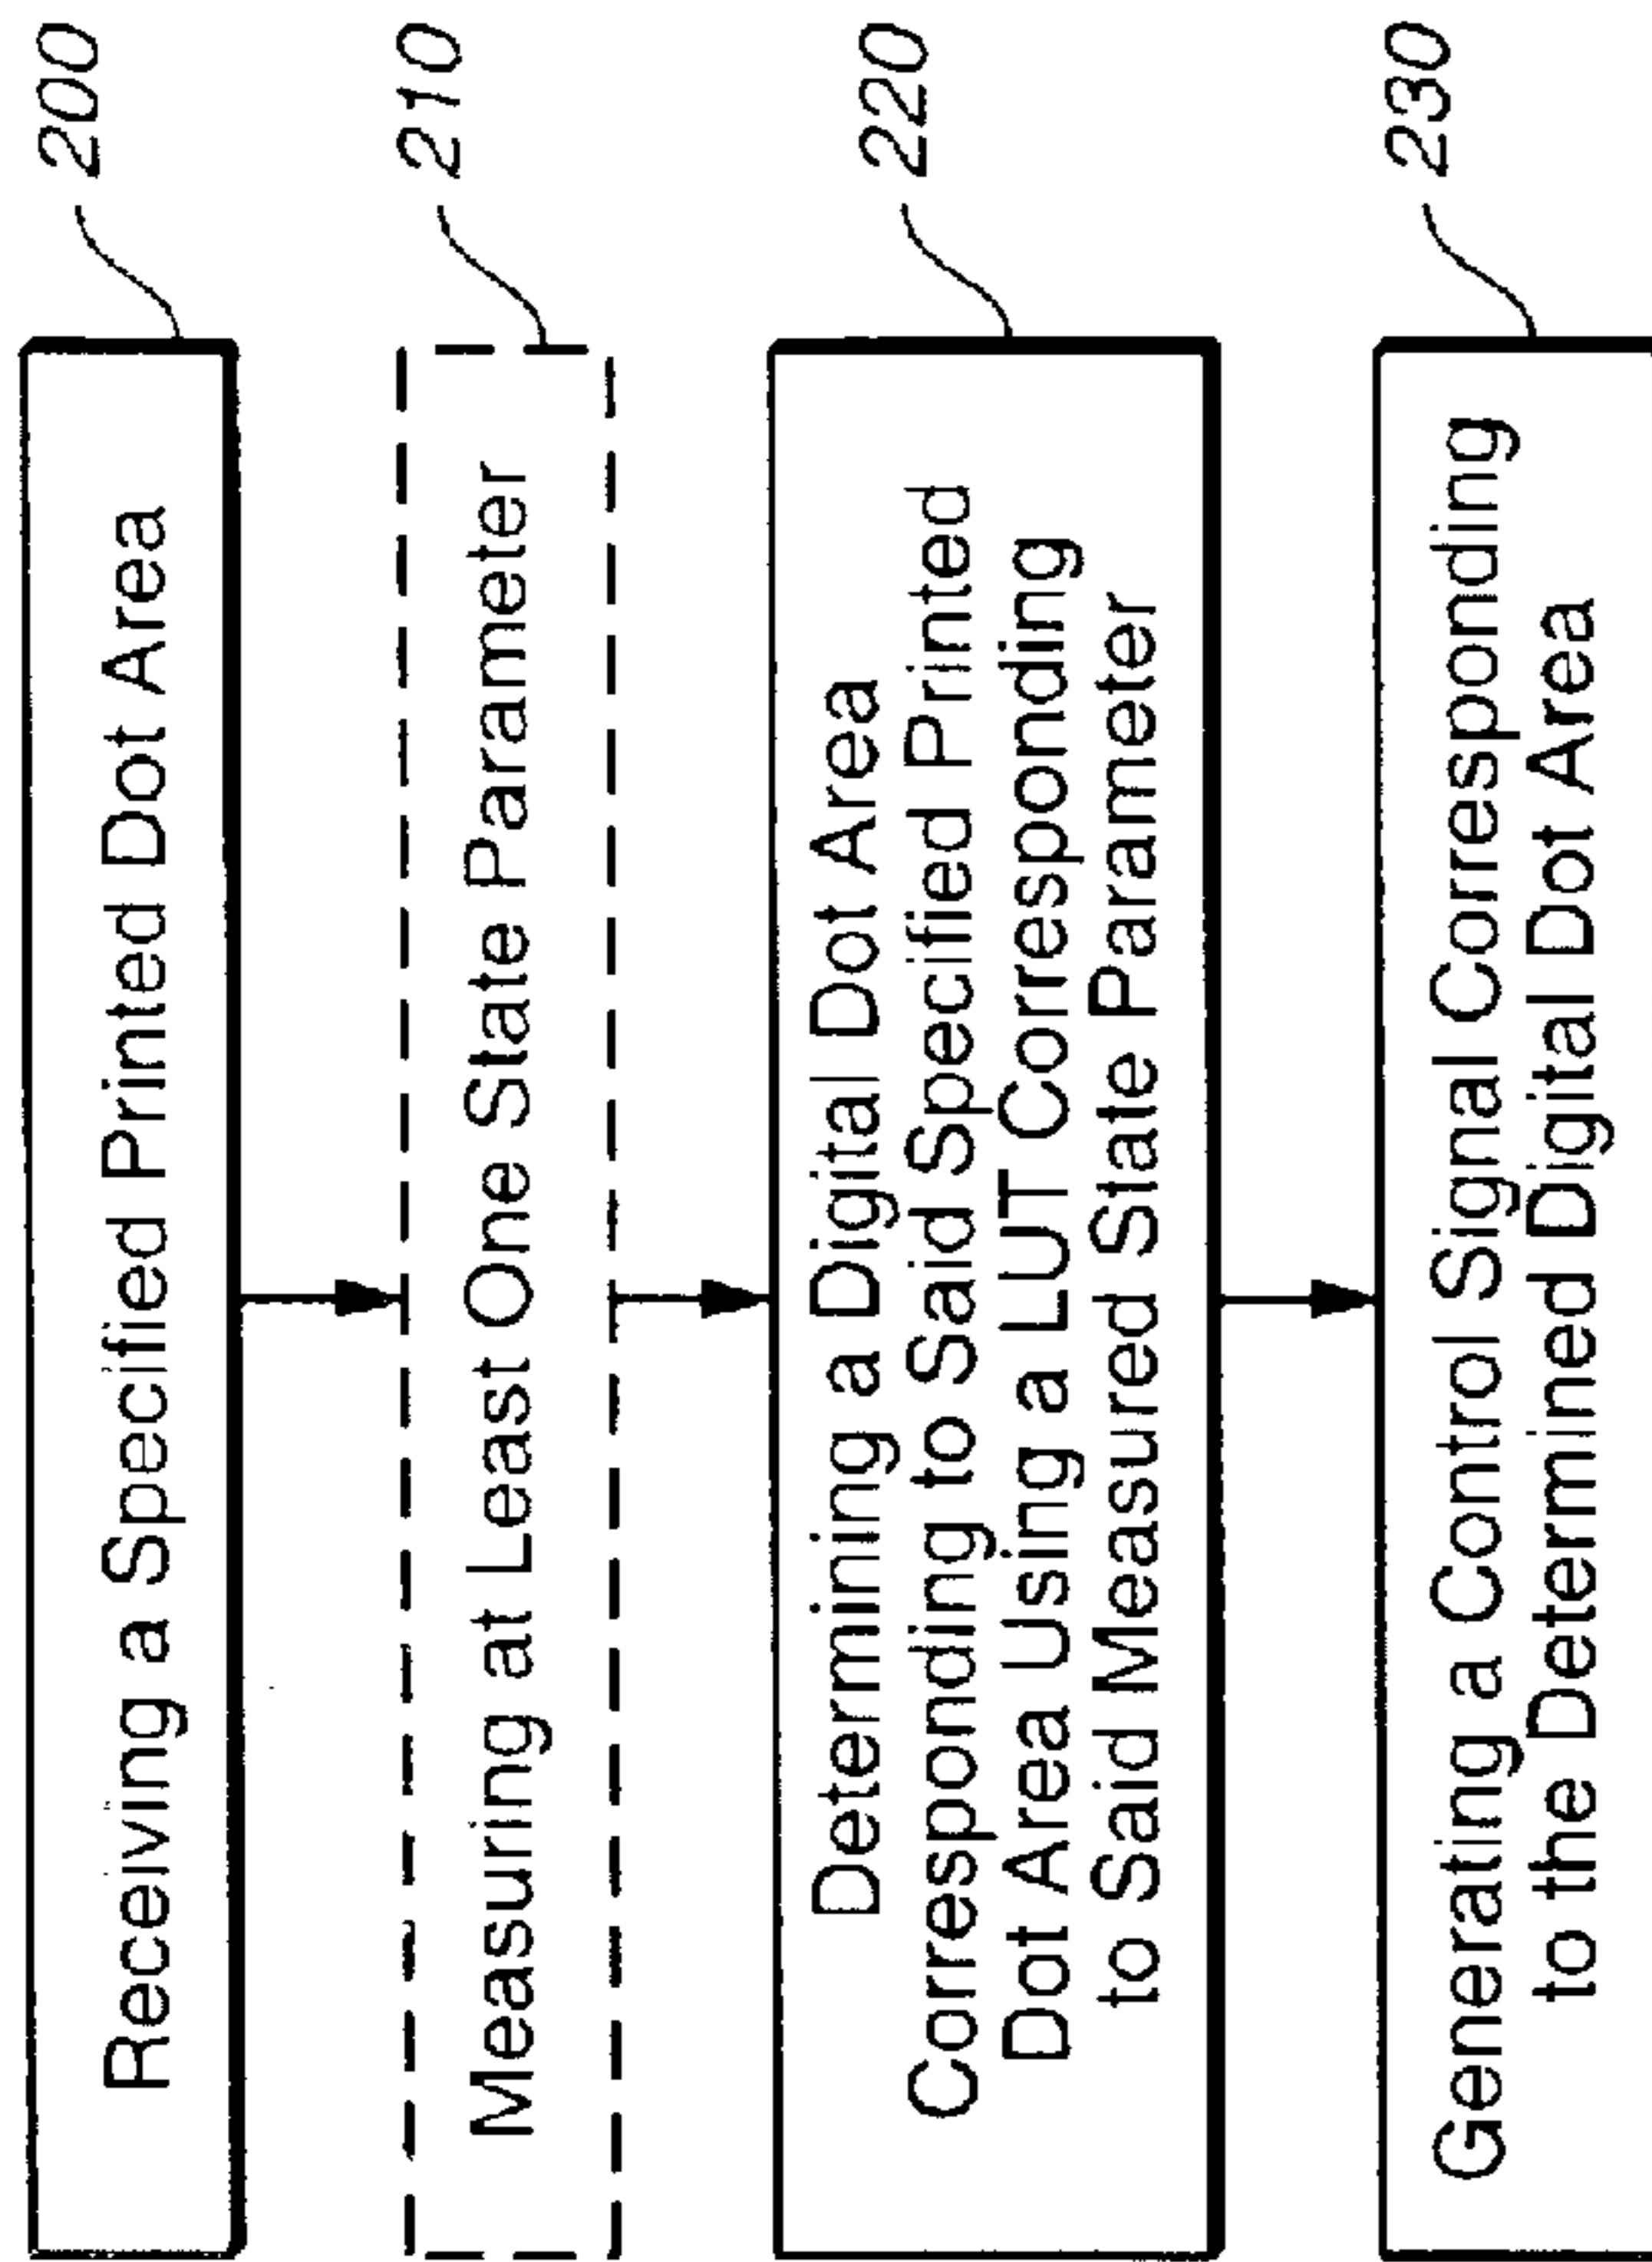 200
Receiving a Specified Printed Dot Area
210
Measuring at Least One State Parameter
220
Determining a Digital Dot Area
Corresponding to Said Specified Printed
Dot Area Using a LUT Corresponding
to Said Measured State Parameter
230
Generating a Control Signal Corresponding
to the Determined Digital Dot Area